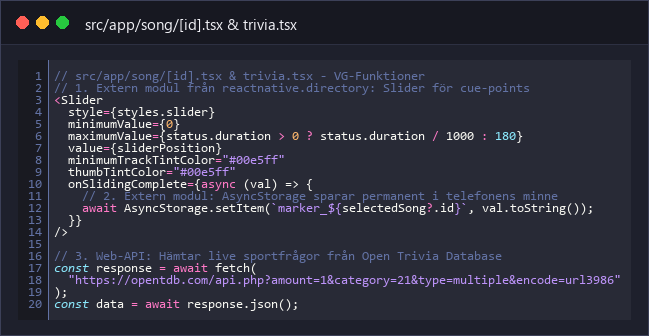 src/app/song/[id].tsx & trivia.tsx
1 // src/app/song/[id].tsx & trivia.tsx - VG-Funktioner
2 // 1. Extern modul från reactnative.directory: Slider för cue-points
3 <Slider
4   style={styles.slider}
5   minimumValue={0}
6   maximumValue={status.duration > 0 ? status.duration / 1000 : 180}
7   value={sliderPosition}
8   minimumTrackTintColor="#00e5ff"
9   thumbTintColor="#00e5ff"
10   onSlidingComplete={async (val) => {
11     // 2. Extern modul: AsyncStorage sparar permanent i telefonens minne
12     await AsyncStorage.setItem(`marker_${selectedSong?.id}`, val.toString());
13   }}
14 />
15
16 // 3. Web-API: Hämtar live sportfrågor från Open Trivia Database
17 const response = await fetch(
18   "https://opentdb.com/api.php?amount=1&category=21&type=multiple&encode=url3986"
19 );
20 const data = await response.json();